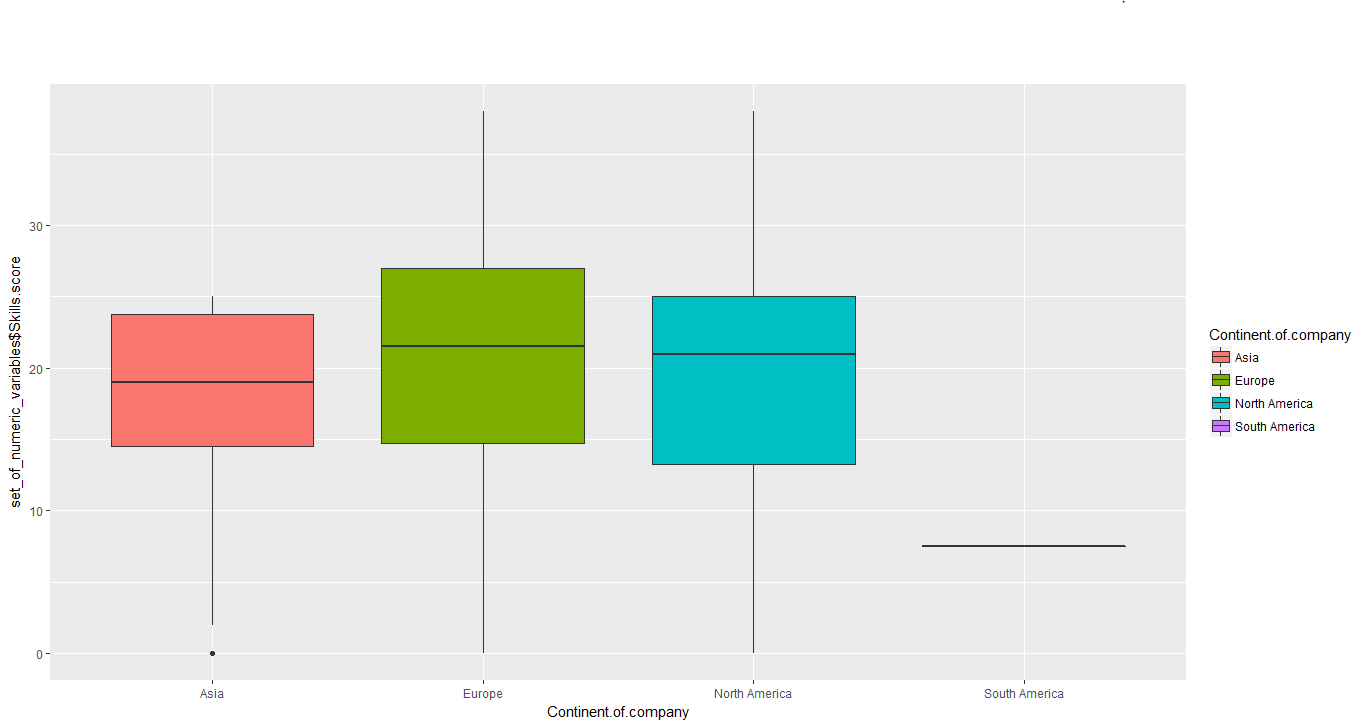 set_of_numeric_variables$Skills.score
30
20
10
0
Asia
Europe
North America
South America
Continent.of.company
Continent.of.company
Asia
Europe
North America
South America